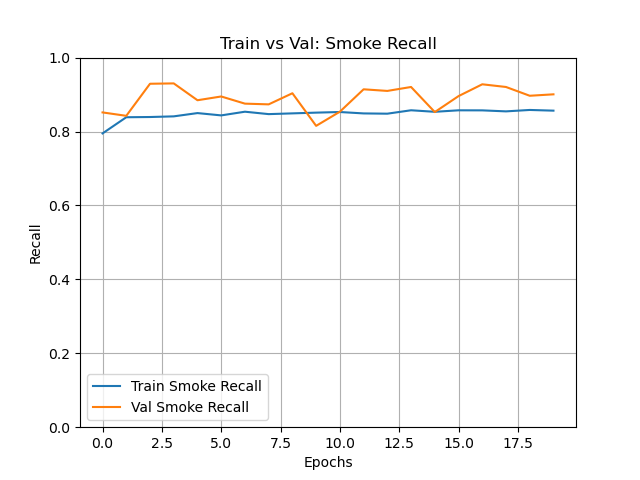 Train vs Val: Smoke Recall
1.0
0.8
0.6
0.4
0.2
0.0
Recall
Train Smoke Recall
Val Smoke Recall
0.0 2.5 5.0 7.5 10.0 12.5 15.0 17.5
Epochs